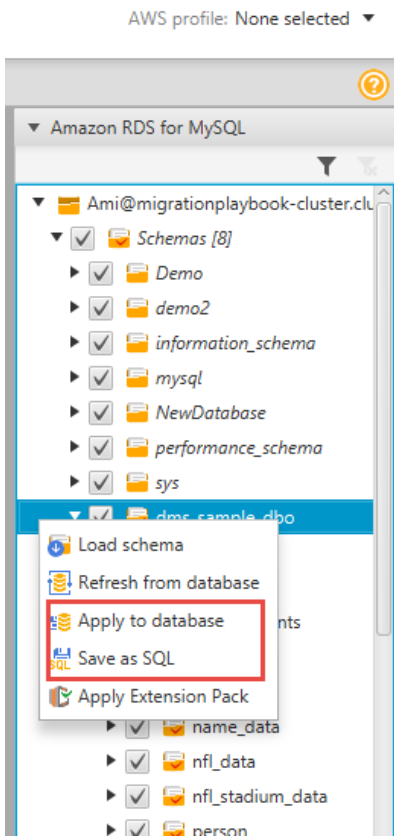 AWS profile: None selected
Amazon RDS for MySQL
Ami@migrationplaybook-cluster.clu
Schemas [8]
Demo
demo2
information_schema
mysql
NewDatabase
performance_schema
sys
dms_sample_dbo
Load schema
Refresh from database
Apply to database
nts
SQL Save as SQL
Apply Extension Pack
name_data
nfl_data
nfl_stadium_data
person